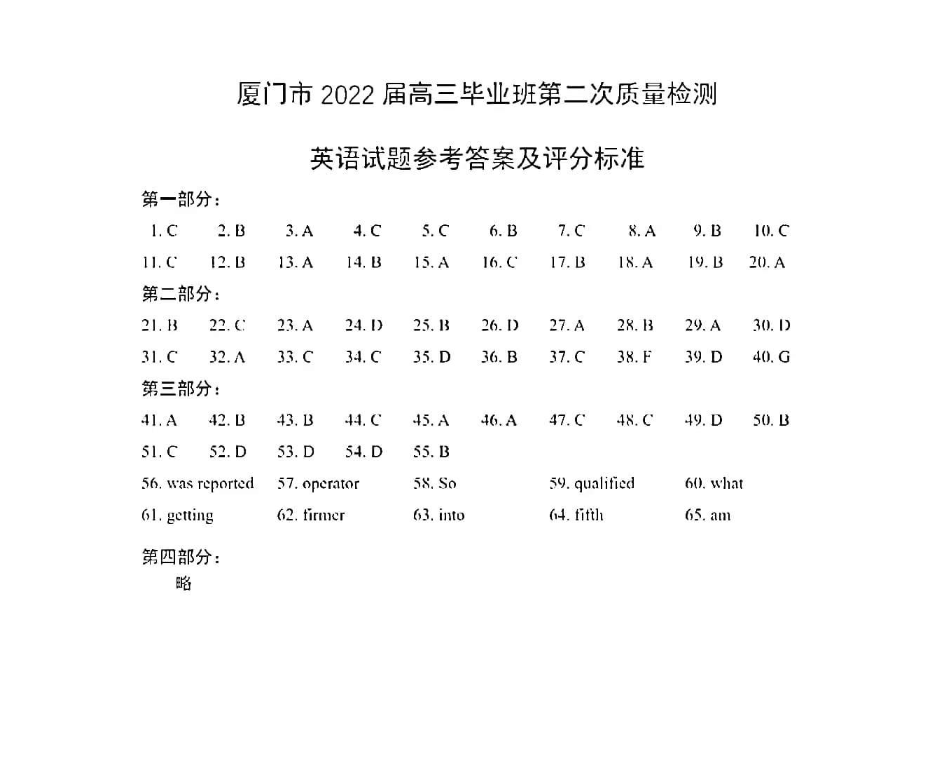 厦门市 2022 届高三毕业班第二次质量检测
英语试题参考答案及评分标准
第一部分：
1. C 2. B 3. A 4. C 5. C 6. B 7. C 8. A 9. B 10. C
11. C 12. B 13. A 14. B 15. A 16. C 17. B 18. A 19. B 20. A
第二部分：
21. B 22. C 23. A 24. D 25. B 26. D 27. A 28. B 29. A 30. D
31. C 32. A 33. C 34. C 35. D 36. B 37. C 38. F 39. D 40. G
第三部分：
41. A 42. B 43. B 44. C 45. A 46. A 47. C 48. C 49. D 50. B
51. C 52. D 53. D 54. D 55. B
56. was reported 57. operator 58. So 59. qualified 60. what
61. getting 62. firmer 63. into 64. fifth 65. am
第四部分：
略